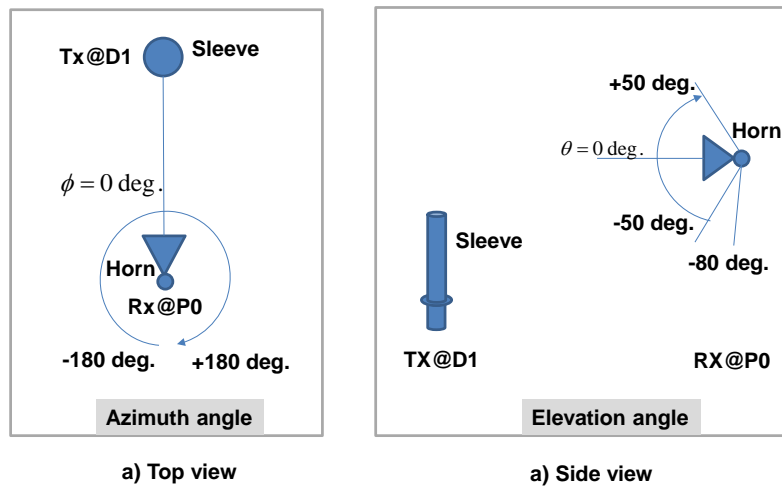 Tx@D1
Sleeve
ϕ = 0 deg.
Horn
Rx@P0
-180 deg.
+180 deg.
Azimuth angle
a) Top view
+50 deg.
Horn
θ = 0 deg.
-50 deg.
Sleeve
-80 deg.
TX@D1
RX@P0
Elevation angle
a) Side view